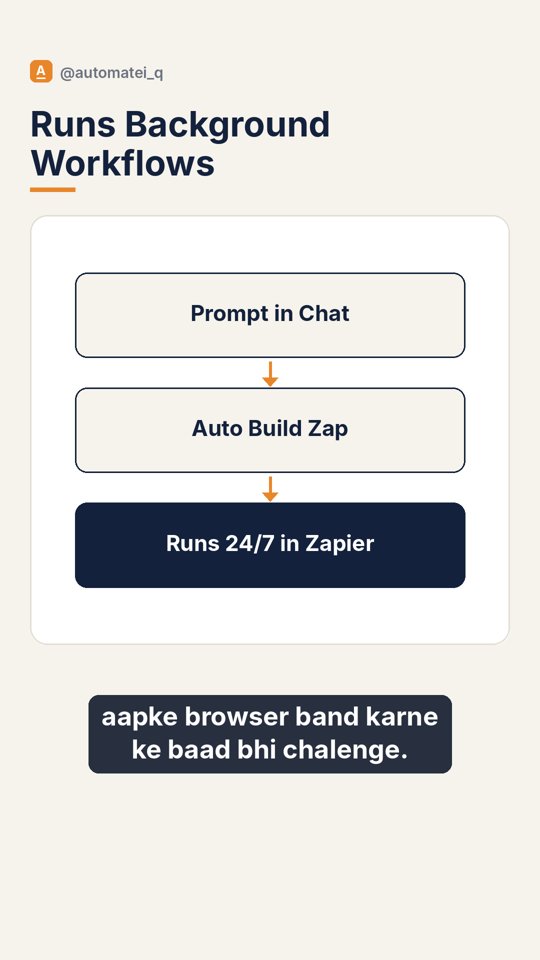 A
@automatei_q
Runs Background
Workflows
Prompt in Chat
Auto Build Zap
Runs 24/7 in Zapier
aapke browser band karne
ke baad bhi chalenge.